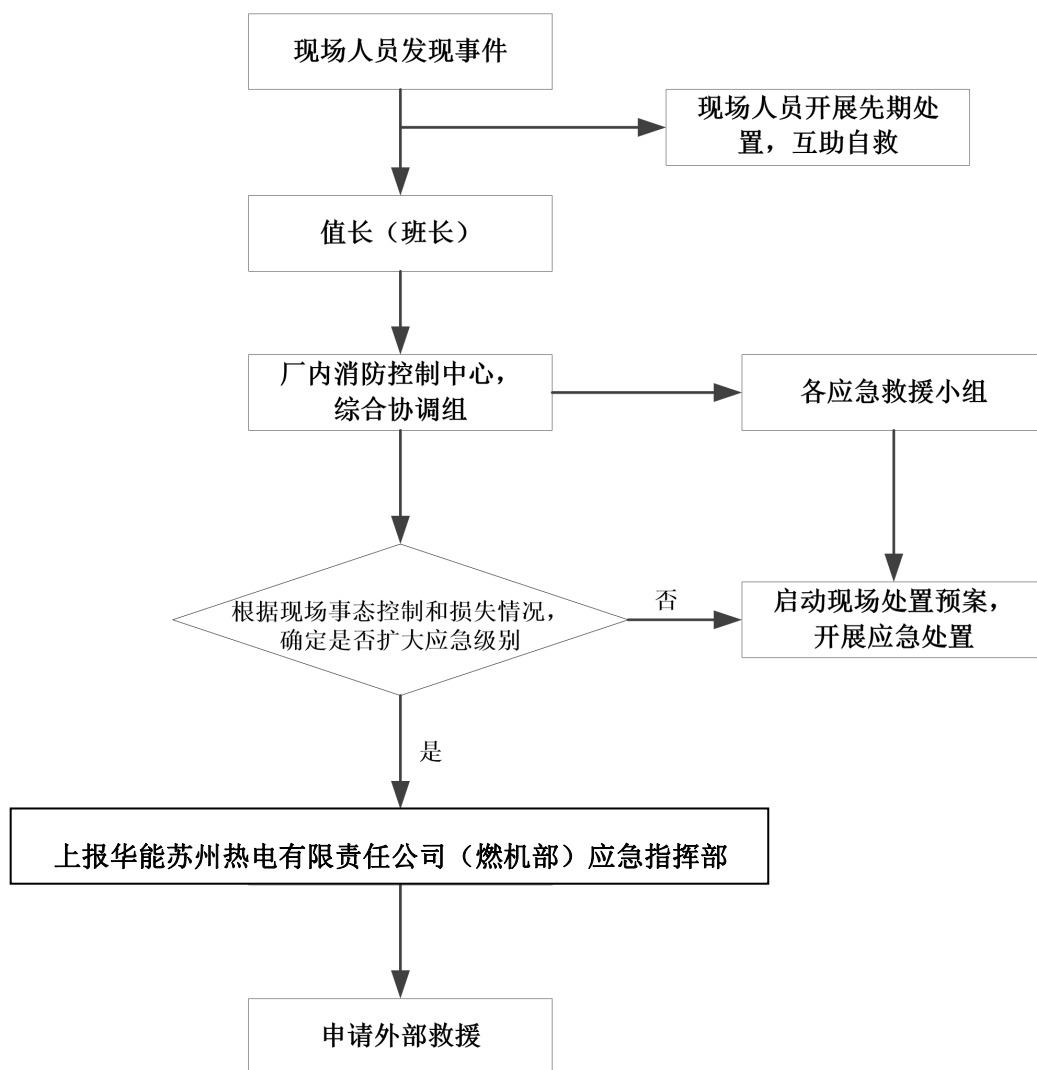 现场人员发现事件
现场人员开展先期处
置，互助自救
值长（班长）
厂内消防控制中心，
综合协调组
各应急救援小组
根据现场事态控制和损失情况，
确定是否扩大应急级别
否
启动现场处置预案，
开展应急处置
是
上报华能苏州热电有限责任公司（燃机部）应急指挥部
申请外部救援